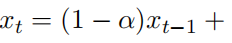 x_t = (1 − α)x_{t−1} +